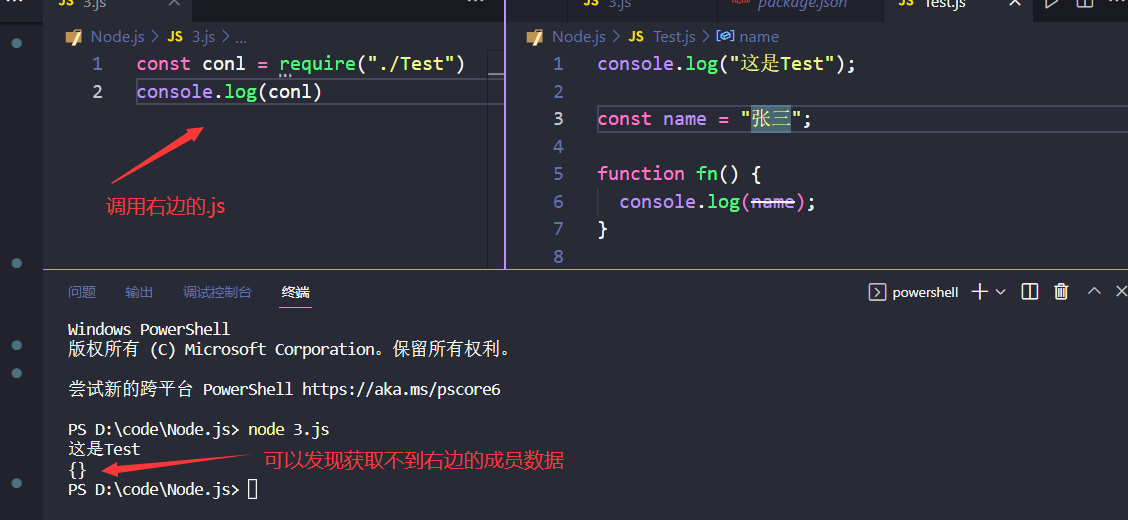 JS 3.js ×
JS 3.js
package.json
JS Test.js ×
Node.js > JS 3.js > ...
Node.js > JS Test.js > name
1 const conl = require("./Test")
2 console.log(conl)
调用右边的.js
1 console.log("这是Test");
2
3 const name = "张三";
4
5 function fn() {
6 console.log(name);
7 }
8
问题 输出 调试控制台 终端
powershell
Windows PowerShell
版权所有 (C) Microsoft Corporation。保留所有权利。
尝试新的跨平台 PowerShell https://aka.ms/pscore6
PS D:\code\Node.js> node 3.js
这是Test
{}
可以发现获取不到右边的成员数据
PS D:\code\Node.js>